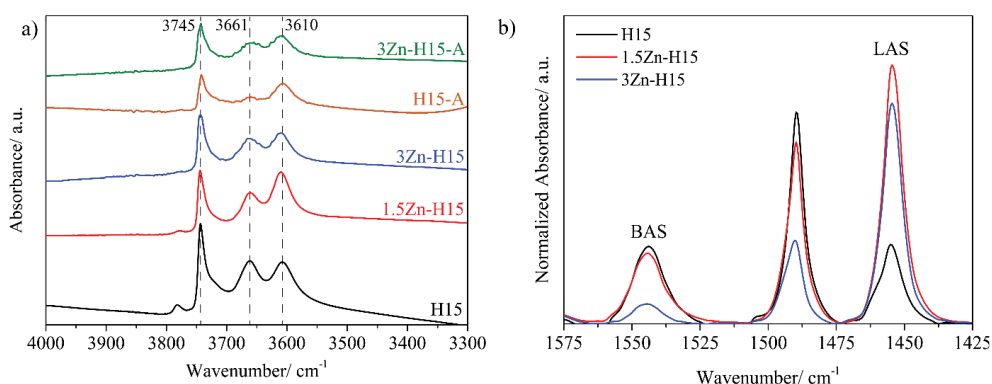 a)
3745
3661
3610
3Zn-H15-A
H15-A
3Zn-H15
1.5Zn-H15
H15
Absorbance/ a.u.
4000 3900 3800 3700 3600 3500 3400 3300
Wavenumber/ cm⁻¹
b)
H15
1.5Zn-H15
3Zn-H15
LAS
BAS
Normalized Absorbance/ a.u.
1575 1550 1525 1500 1475 1450 1425
Wavenumber/ cm⁻¹